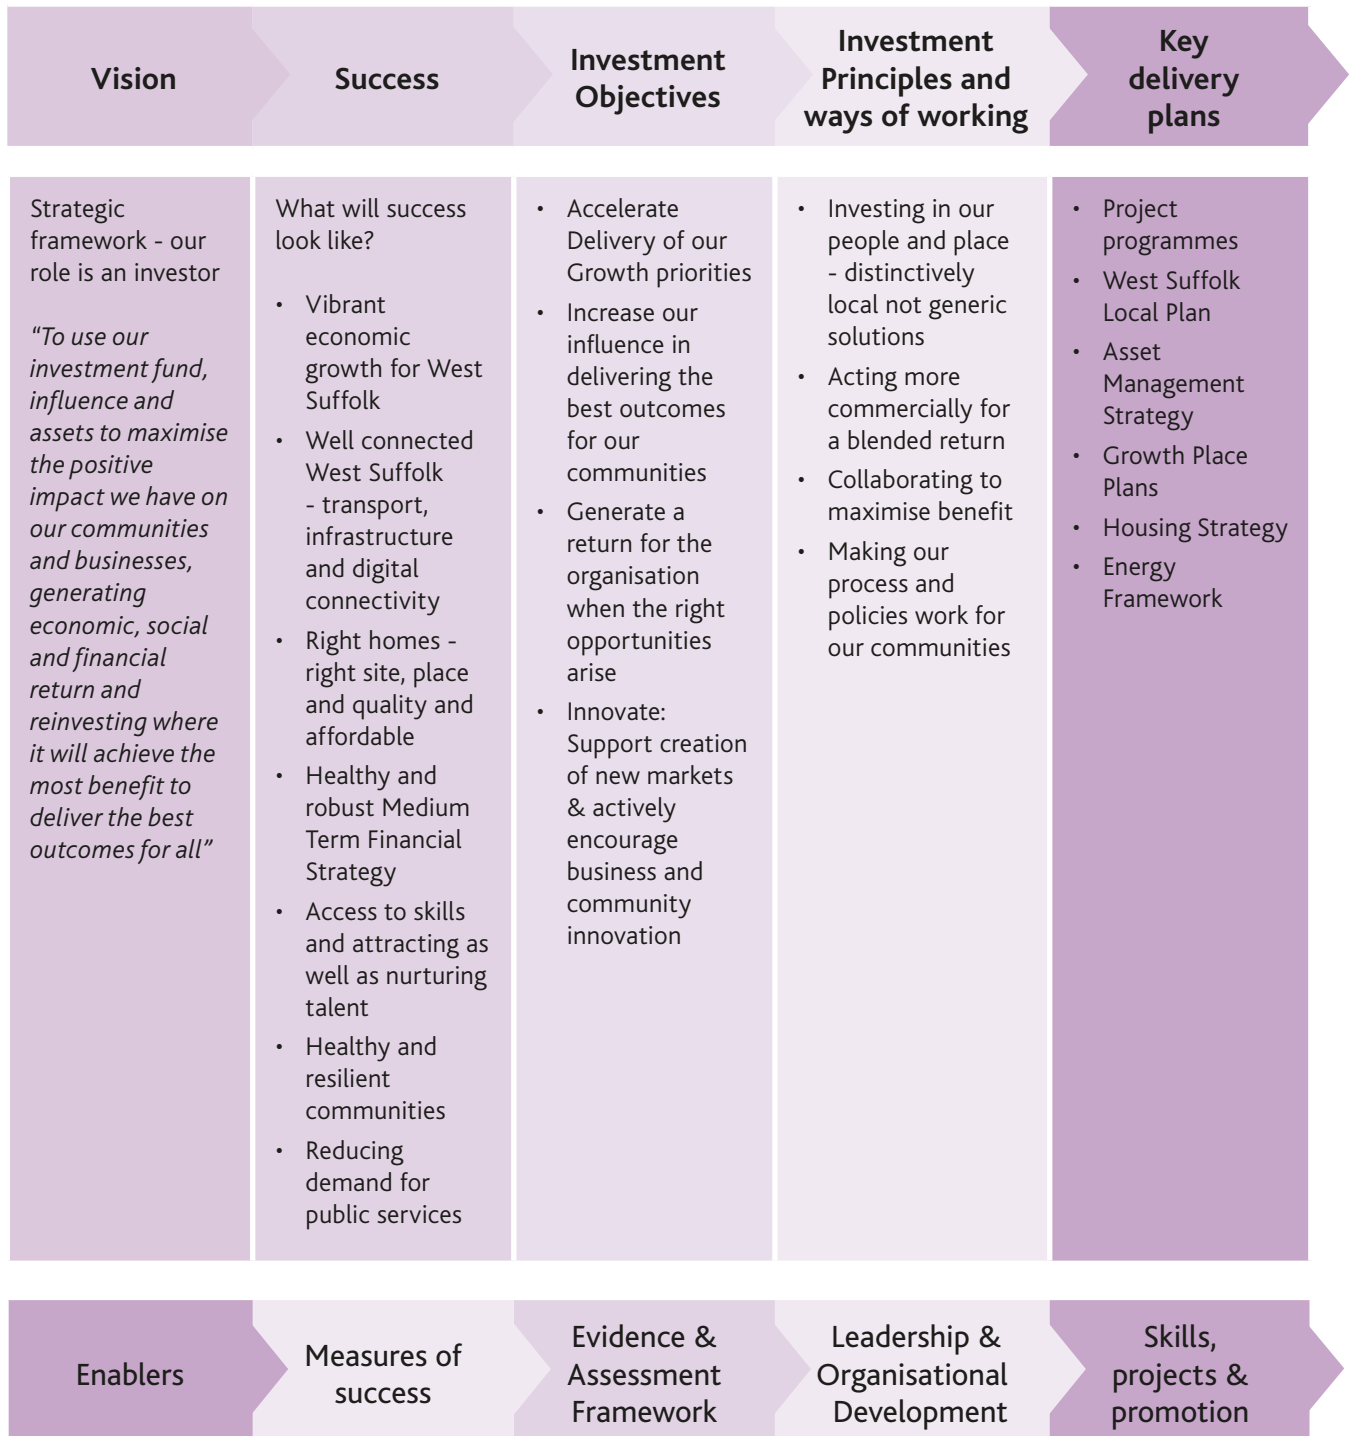 Vision
Success
Investment
Objectives
Investment
Principles and
ways of working
Key
delivery
plans
Strategic
framework - our
role is an investor
“To use our
investment fund,
influence and
assets to maximise
the positive
impact we have on
our communities
and businesses,
generating
economic, social
and financial
return and
reinvesting where
it will achieve the
most benefit to
deliver the best
outcomes for all”
What will success
look like?
• Vibrant
economic
growth for West
Suffolk
• Well connected
West Suffolk
- transport,
infrastructure
and digital
connectivity
• Right homes -
right site, place
and quality and
affordable
• Healthy and
robust Medium
Term Financial
Strategy
• Access to skills
and attracting as
well as nurturing
talent
• Healthy and
resilient
communities
• Reducing
demand for
public services
• Accelerate
Delivery of our
Growth priorities
• Increase our
influence in
delivering the
best outcomes
for our
communities
• Generate a
return for the
organisation
when the right
opportunities
arise
• Innovate:
Support creation
of new markets
& actively
encourage
business and
community
innovation
• Investing in our
people and place
- distinctively
local not generic
solutions
• Acting more
commercially for
a blended return
• Collaborating to
maximise benefit
• Making our
process and
policies work for
our communities
• Project
programmes
• West Suffolk
Local Plan
• Asset
Management
Strategy
• Growth Place
Plans
• Housing Strategy
• Energy
Framework
Enablers
Measures of
success
Evidence &
Assessment
Framework
Leadership &
Organisational
Development
Skills,
projects &
promotion